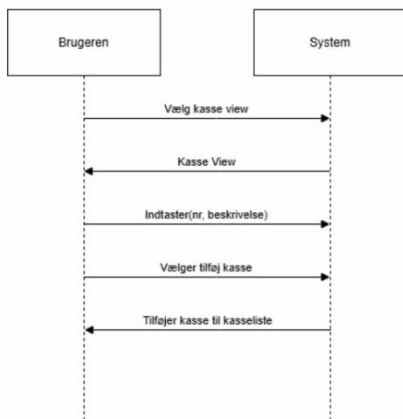 Brugeren
System
Vælg kasse view
Kasse View
Indtaster(nr, beskrivelse)
Vælger tilføj kasse
Tilføjer kasse til kasseliste